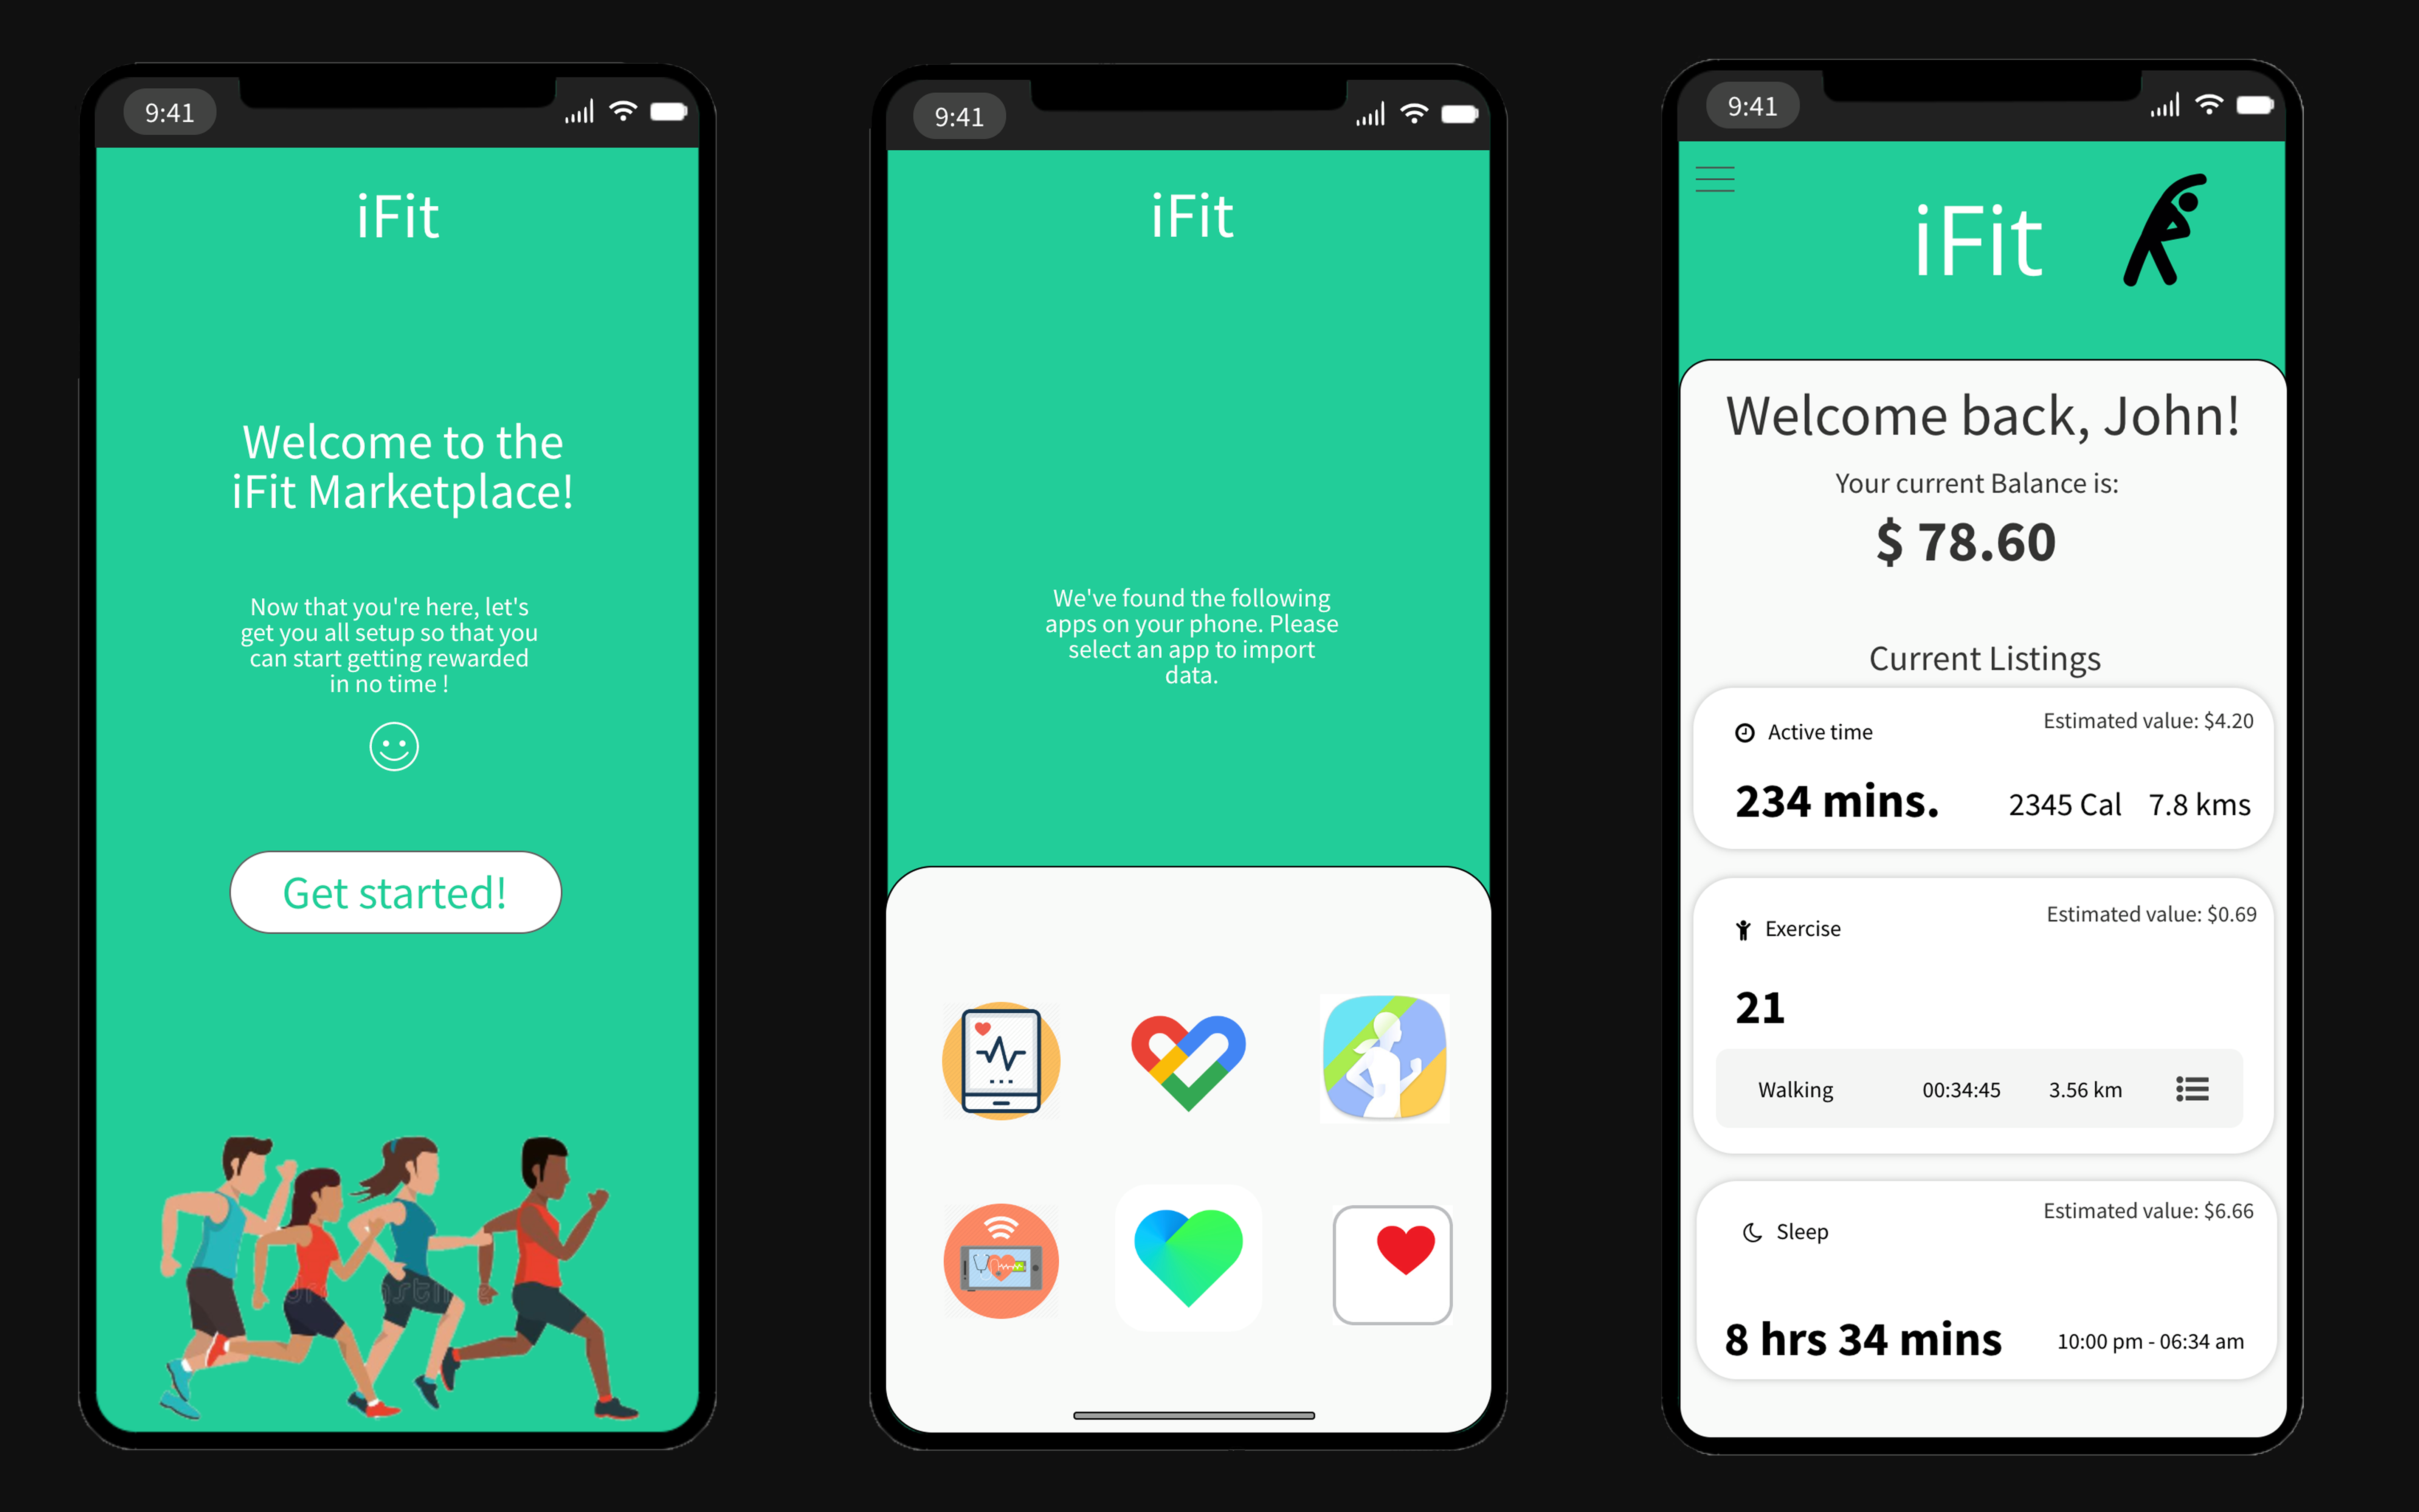 9:41
iFit
Welcome to the
iFit Marketplace!
Now that you're here, let's
get you all setup so that you
can start getting rewarded
in no time !
Get started!
9:41
iFit
We've found the following
apps on your phone. Please
select an app to import
data.
9:41
iFit
Welcome back, John!
Your current Balance is:
$ 78.60
Current Listings
Active time
Estimated value: $4.20
234 mins.
2345 Cal
7.8 kms
Exercise
Estimated value: $0.69
21
Walking
00:34:45
3.56 km
Sleep
Estimated value: $6.66
8 hrs 34 mins
10:00 pm - 06:34 am